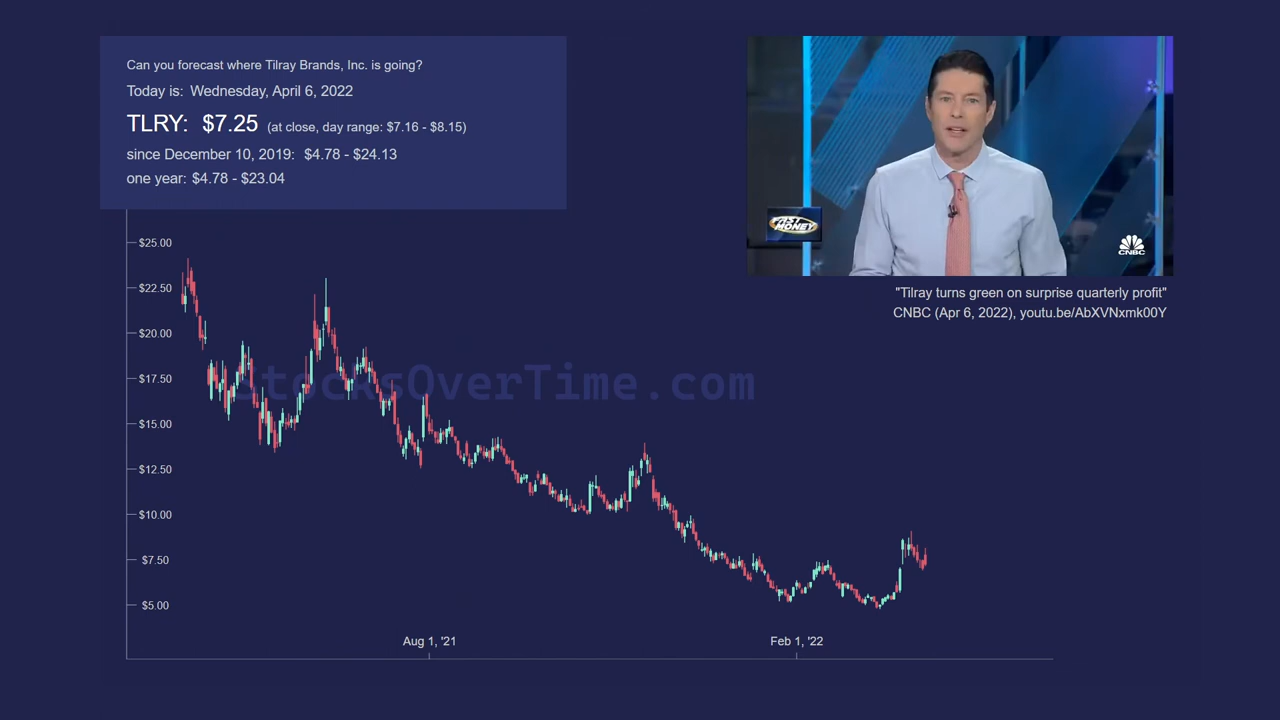 Can you forecast where Tilray Brands, Inc. is going?
Today is: Wednesday, April 6, 2022
TLRY: $7.25 (at close, day range: $7.16 - $8.15)
since December 10, 2019: $4.78 - $24.13
one year: $4.78 - $23.04
FAST MONEY
CNBC
"Tilray turns green on surprise quarterly profit"
CNBC (Apr 6, 2022), youtu.be/AbXVNxmk00Y
$25.00
$22.50
$20.00
$17.50
StocksOverTime.com
$15.00
$12.50
$10.00
$7.50
$5.00
Aug 1, '21
Feb 1, '22